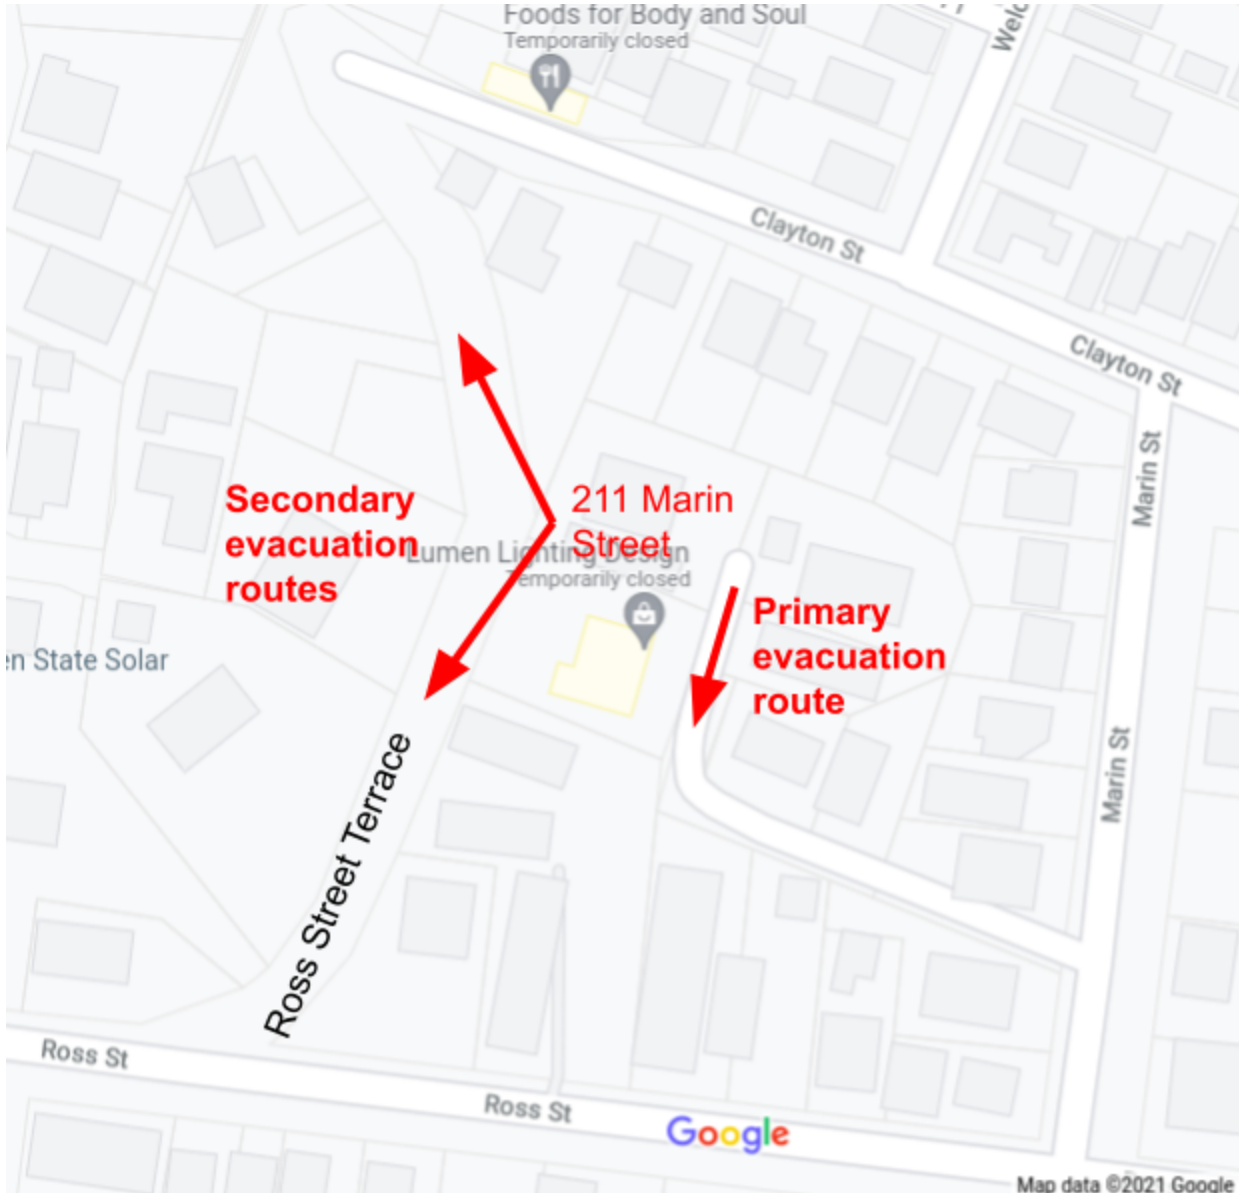 Foods for Body and Soul
Temporarily closed
Clayton St
Clayton St
Marin St
211 Marin
Street
Secondary
evacuation
routes
Lumen Lighting Design
Temporarily closed
Primary
evacuation
route
en State Solar
Marin St
Ross Street Terrace
Ross St
Ross St
Google
Map data ©2021 Google